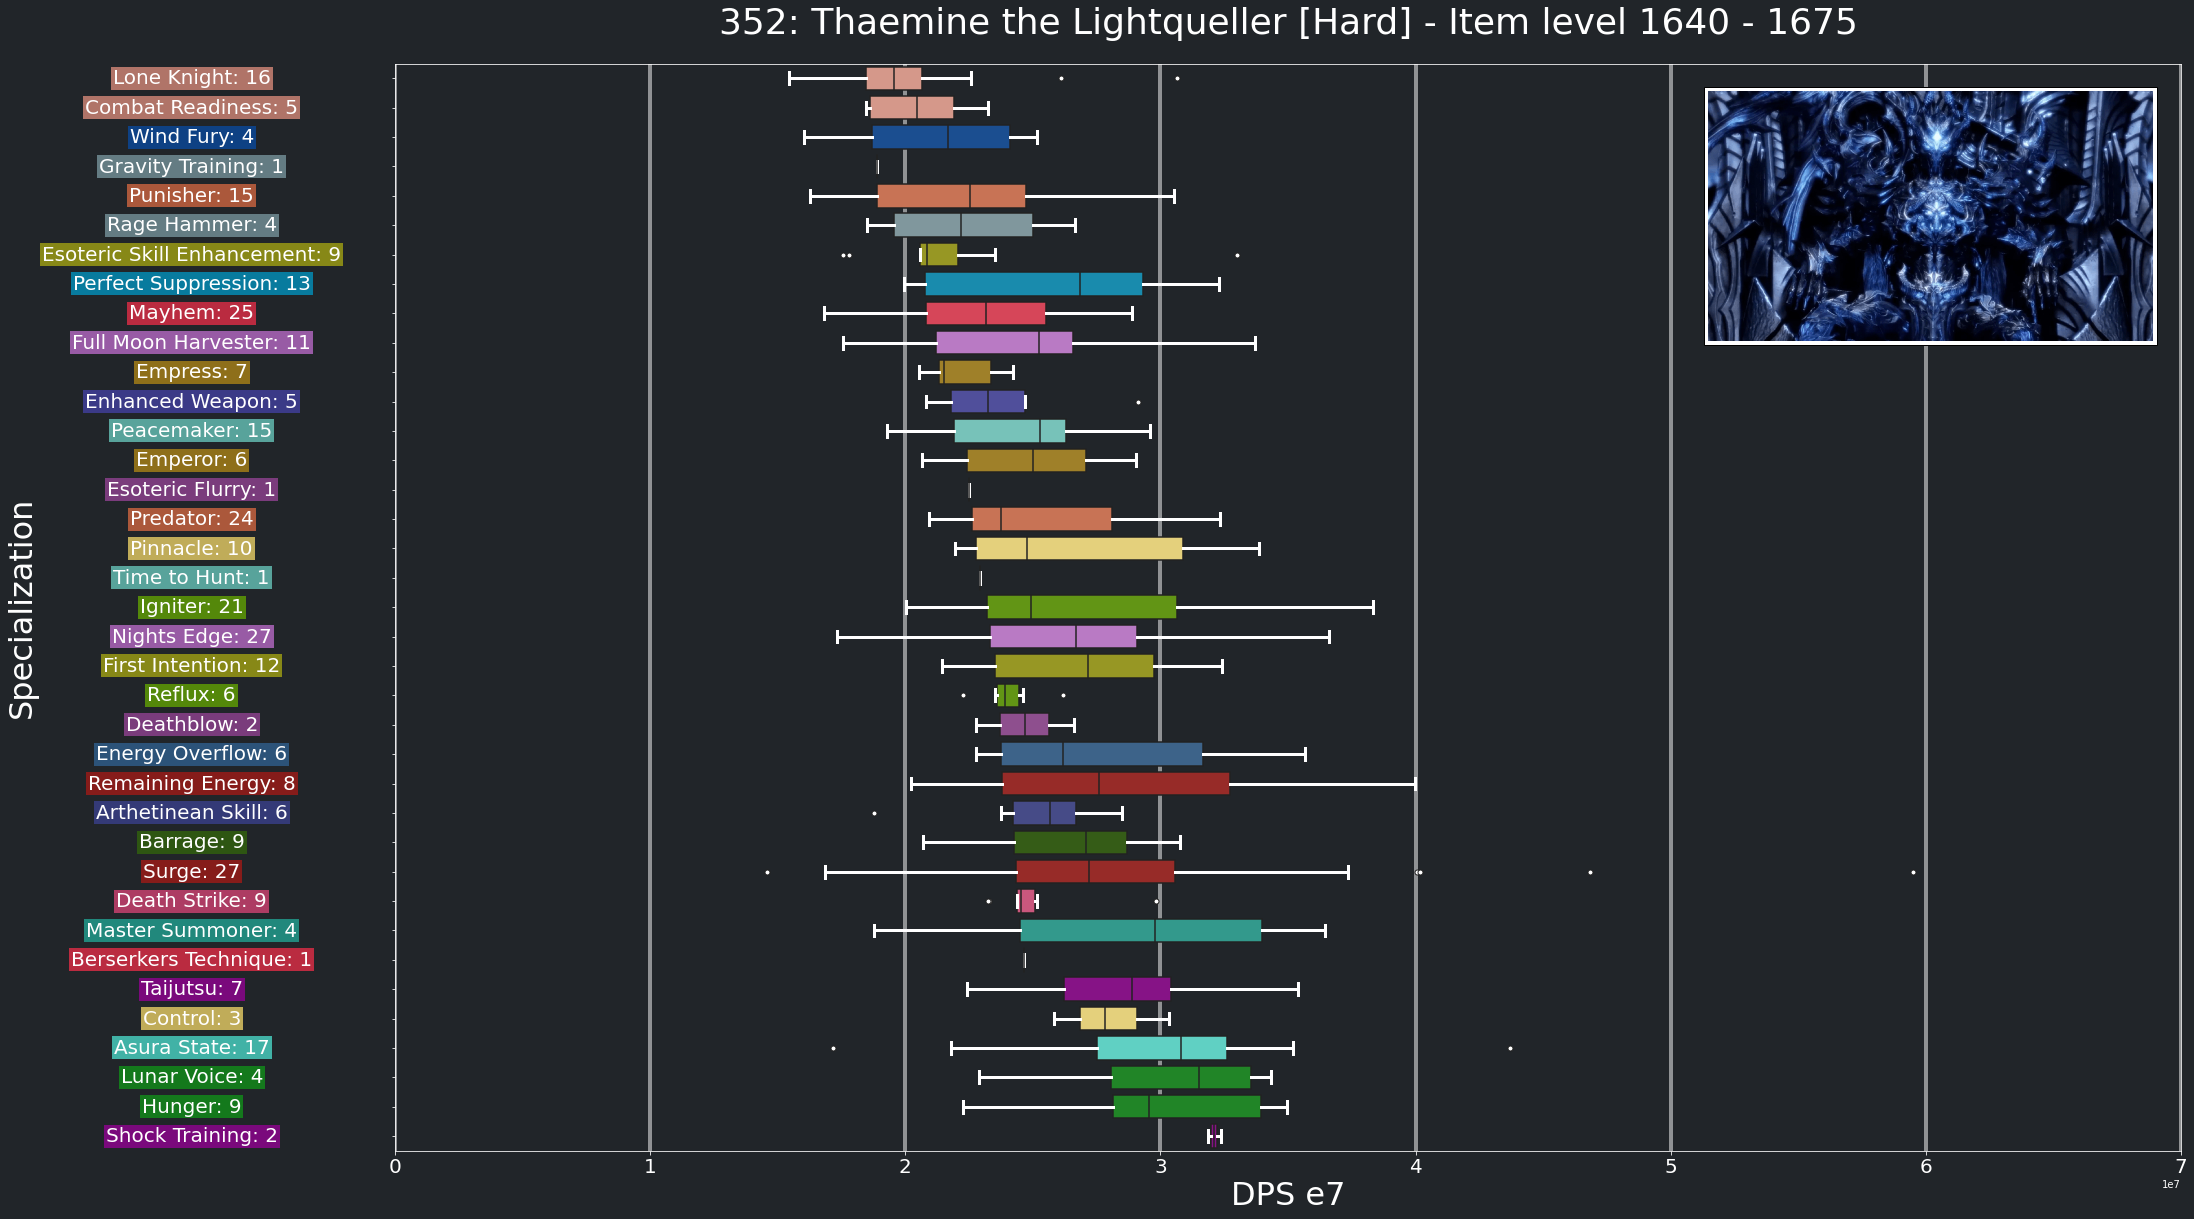 352: Thaemine the Lightqueller [Hard] - Item level 1640 - 1675
Specialization
Lone Knight: 16
Combat Readiness: 5
Wind Fury: 4
Gravity Training: 1
Punisher: 15
Rage Hammer: 4
Esoteric Skill Enhancement: 9
Perfect Suppression: 13
Mayhem: 25
Full Moon Harvester: 11
Empress: 7
Enhanced Weapon: 5
Peacemaker: 15
Emperor: 6
Esoteric Flurry: 1
Predator: 24
Pinnacle: 10
Time to Hunt: 1
Igniter: 21
Nights Edge: 27
First Intention: 12
Reflux: 6
Deathblow: 2
Energy Overflow: 6
Remaining Energy: 8
Arthetinean Skill: 6
Barrage: 9
Surge: 27
Death Strike: 9
Master Summoner: 4
Berserkers Technique: 1
Taijutsu: 7
Control: 3
Asura State: 17
Lunar Voice: 4
Hunger: 9
Shock Training: 2
0 1 2 3 4 5 6 7
1e7
DPS e7